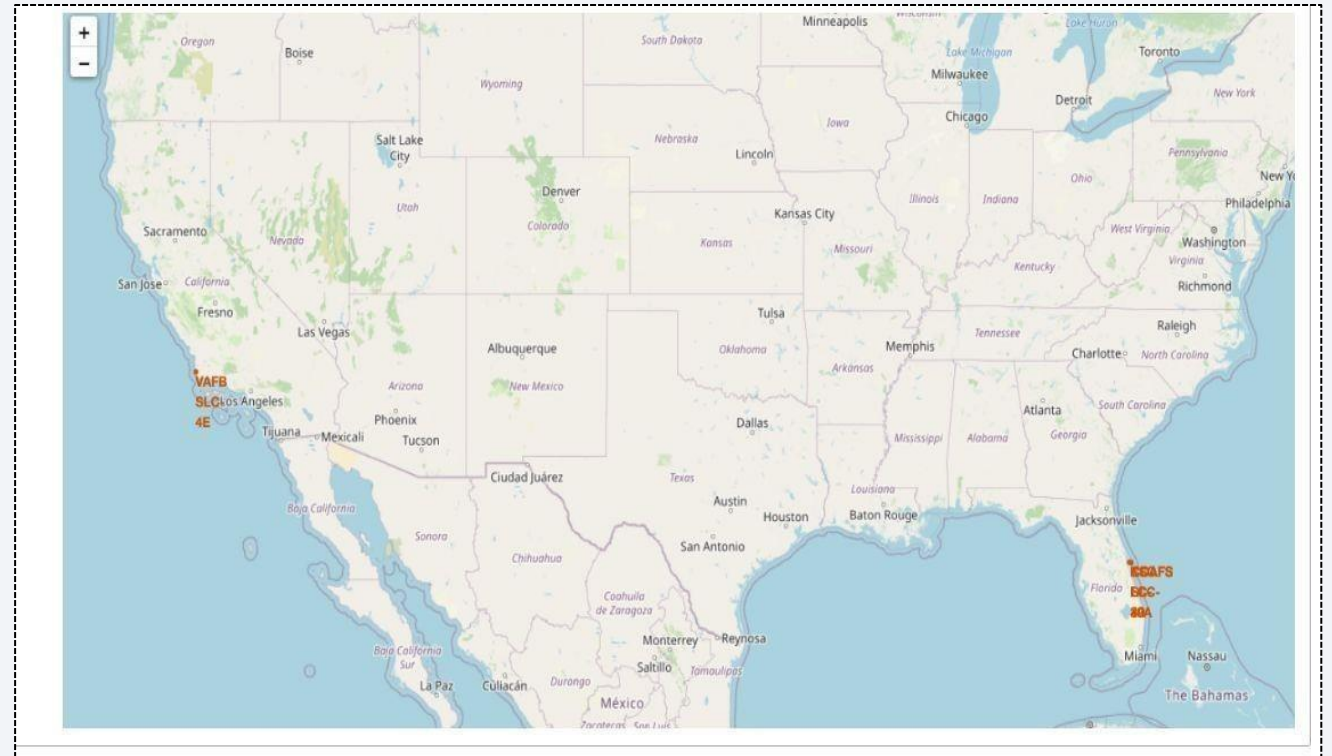 +
−
Oregon
Boise
South Dakota
Minneapolis
Lake Huron
Toronto
Lake Michigan
Milwaukee
Wyoming
Detroit
New York
Iowa
Chicago
Salt Lake
City
Nebraska
Lincoln
Pennsylvania
Denver
Ohio
Utah
Illinois
Indiana
Philadelphia
Colorado
Kansas City
Sacramento
Nevada
Kansas
Missouri
West Virginia
Washington
Virginia
Kentucky
San Jose
California
Richmond
Fresno
Las Vegas
Tulsa
Raleigh
Tennessee
Albuquerque
Oklahoma
Memphis
Charlotte
North Carolina
Arkansas
VAFB
SLC-
4E
Arizona
New Mexico
Los Angeles
Phoenix
Tucson
Tijuana
Mexicali
Dallas
Atlanta
South Carolina
Mississippi
Alabama
Georgia
Ciudad Juárez
Texas
Louisiana
Baja California
Austin
Houston
Baton Rouge
Jacksonville
Sonora
San Antonio
Chihuahua
Florida
Coahuila
de Zaragoza
Monterrey
Reynosa
Baja California
Sur
Saltillo
Tamaulipas
Miami
Nassau
La Paz
Culiacán
Durango
México
The Bahamas